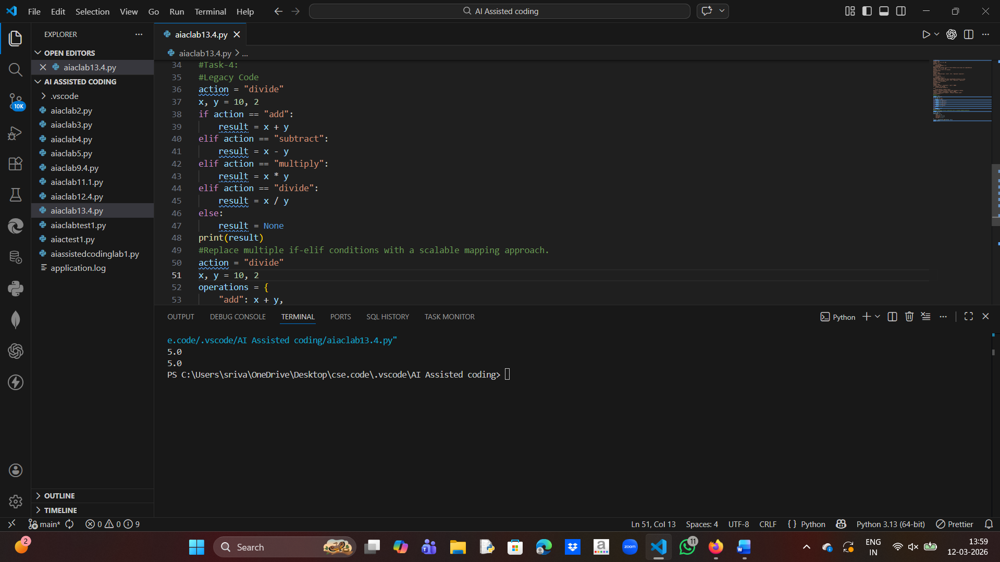 File Edit Selection View Go Run Terminal Help
AI Assisted coding
EXPLORER
OPEN EDITORS
aiaclab13.4.py
AI ASSISTED CODING
.vscode
aiaclab2.py
aiaclab3.py
aiaclab4.py
aiaclab5.py
aiaclab9.4.py
aiaclab11.1.py
aiaclab12.4.py
aiaclab13.4.py
aiaclabtest1.py
aiactest1.py
aiassistedcodinglab1.py
application.log
OUTLINE
TIMELINE
10K
aiaclab13.4.py
aiaclab13.4.py > ...
34 #Task-4:
35 #Legacy Code
36 action = "divide"
37 x, y = 10, 2
38 if action == "add":
39     result = x + y
40 elif action == "subtract":
41     result = x - y
42 elif action == "multiply":
43     result = x * y
44 elif action == "divide":
45     result = x / y
46 else:
47     result = None
48 print(result)
49 #Replace multiple if-elif conditions with a scalable mapping approach.
50 action = "divide"
51 x, y = 10, 2
52 operations = {
53     "add": x + y,
OUTPUT DEBUG CONSOLE TERMINAL PORTS SQL HISTORY TASK MONITOR
Python
e.code/.vscode/AI Assisted coding/aiaclab13.4.py"
5.0
5.0
PS C:\Users\sriva\OneDrive\Desktop\cse.code\.vscode\AI Assisted coding>
main* 0 0 9
Ln 51, Col 13 Spaces: 4 UTF-8 CRLF { } Python Python 3.13 (64-bit) Prettier
2
Search
a
zoom
11
W
ENG
IN
13:59
12-03-2026